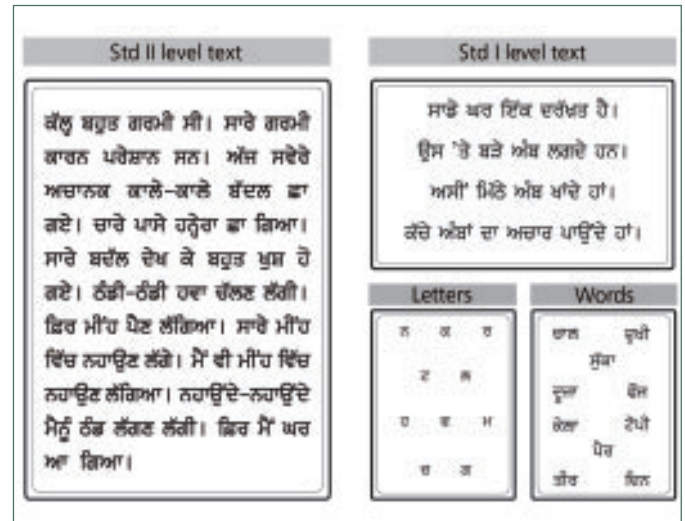 Std II level text
ਕੱਲ੍ਹ ਬਹੁਤ ਗਰਮੀ ਸੀ। ਸਾਰੇ ਗਰਮੀ
ਕਾਰਨ ਪਰੇਸ਼ਾਨ ਸਨ। ਅੱਜ ਸਵੇਰੇ
ਅਚਾਨਕ ਕਾਲੇ-ਕਾਲੇ ਬੱਦਲ ਛਾ
ਗਏ। ਚਾਰੇ ਪਾਸੇ ਹਨ੍ਹੇਰਾ ਛਾ ਗਿਆ।
ਸਾਰੇ ਬਦੱਲ ਦੇਖ ਕੇ ਬਹੁਤ ਖੁਸ਼ ਹੋ
ਗਏ। ਠੰਡੀ-ਠੰਡੀ ਹਵਾ ਚੱਲਣ ਲੱਗੀ।
ਫ਼ਿਰ ਮੀਂਹ ਪੈਣ ਲੱਗਿਆ। ਸਾਰੇ ਮੀਂਹ
ਵਿੱਚ ਨਹਾਉਣ ਲੱਗੇ। ਮੈਂ ਵੀ ਮੀਂਹ ਵਿੱਚ
ਨਹਾਉਣ ਲੱਗਿਆ। ਨਹਾਉਂਦੇ-ਨਹਾਉਂਦੇ
ਮੈਨੂੰ ਠੰਡ ਲੱਗਣ ਲੱਗੀ। ਫ਼ਿਰ ਮੈਂ ਘਰ
ਆ ਗਿਆ।
Std I level text
ਸਾਡੇ ਘਰ ਇੱਕ ਦਰੱਖਤ ਹੈ।
ਉਸ 'ਤੇ ਬੜੇ ਅੰਬ ਲਗਦੇ ਹਨ।
ਅਸੀਂ ਮਿੱਠੇ ਅੰਬ ਖਾਂਦੇ ਹਾਂ।
ਕੱਚੇ ਅੰਬਾਂ ਦਾ ਅਚਾਰ ਪਾਉਂਦੇ ਹਾਂ।
Letters
ਨ ਕ ਰ
ਟ ਲ
ਹ ਵ ਮ
ਚ ਗ
Words
ਚਾਲ ਦੁਖੀ
ਸੁੱਕਾ
ਦੂਜਾ ਫੌਜ
ਕੇਲਾ ਟੋਪੀ
ਪੈਰ
ਤੀਰ ਦਿਨ